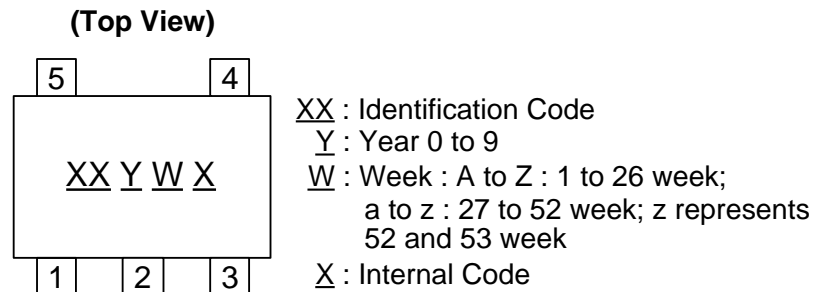 (Top View)
5 4
XX Y W X
1 2 3
XX : Identification Code
Y : Year 0 to 9
W : Week : A to Z : 1 to 26 week;
a to z : 27 to 52 week; z represents
52 and 53 week
X : Internal Code